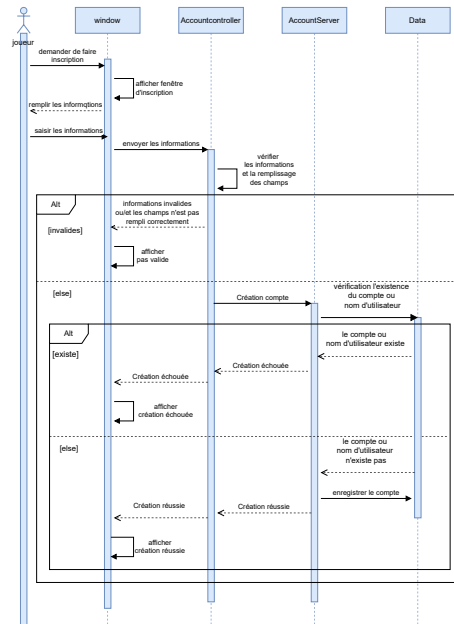 window
Accountcontroller
AccountServer
Data
joueur
demander de faire
inscription
afficher fenêtre
d'inscription
remplir les informqtions
saisir les informations
envoyer les informations
vérifier
les informations
et la remplissage
des champs
Alt
informations invalides
ou/et les champs n'est pas
rempli correctement
[invalides]
afficher
pas valide
[else]
vérification l'existence
du compte ou
nom d'utilisateur
Création compte
Alt
le compte ou
nom d'utilisateur existe
[existe]
Création échouée
Création échouée
afficher
création échouée
[else]
le compte ou
nom d'utilisateur
n'existe pas
enregistrer le compte
Création réussie
Création réussie
afficher
création réussie